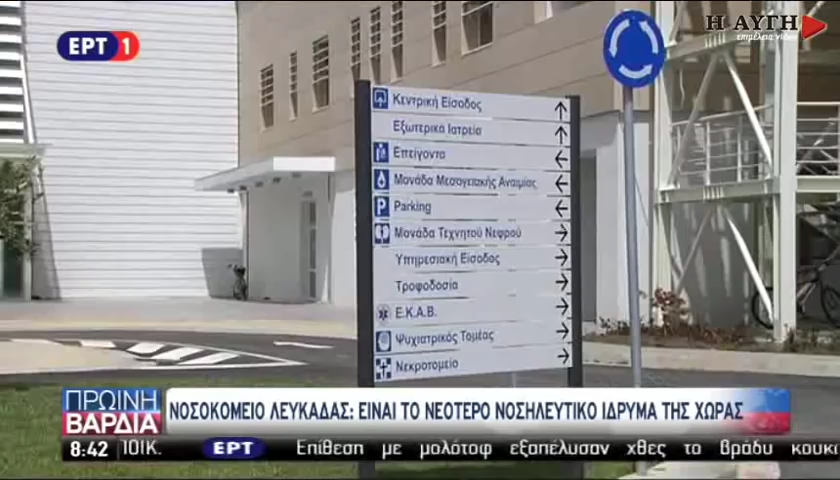 ΕΡΤ 1
Η ΑΥΓΗ
επιμέλεια video
Κεντρική Είσοδος
Εξωτερικά Ιατρεία
Επείγοντα
Μονάδα Μεσογειακής Αναιμίας
P Parking
Μονάδα Τεχνητού Νεφρού
Υπηρεσιακή Είσοδος
Τροφοδοσία
Ε.Κ.Α.Β.
Ψυχιατρικός Τομέας
Νεκροτομείο
ΠΡΩΙΝΗ
ΒΑΡΔΙΑ
ΝΟΣΟΚΟΜΕΙΟ ΛΕΥΚΑΔΑΣ: ΕΙΝΑΙ ΤΟ ΝΕΟΤΕΡΟ ΝΟΣΗΛΕΥΤΙΚΟ ΙΔΡΥΜΑ ΤΗΣ ΧΩΡΑΣ
8:42 ΕΡΤ Επίθεση με μολότοφ εξαπέλυσαν χθες το βράδυ κουκ